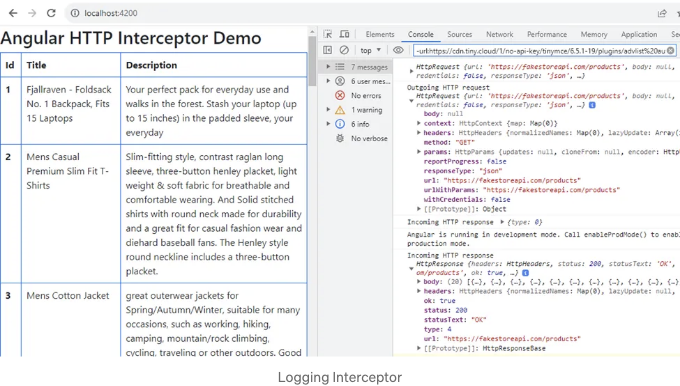 localhost:4200
Angular HTTP Interceptor Demo
Id Title Description
1 Fjallraven - Foldsack No. 1 Backpack, Fits 15 Laptops
Your perfect pack for everyday use and
walks in the forest. Stash your laptop (up
to 15 inches) in the padded sleeve, your
everyday
2 Mens Casual Premium Slim Fit T-Shirts
Slim-fitting style, contrast raglan long
sleeve, three-button henley placket, light
weight & soft fabric for breathable and
comfortable wearing. And Solid stitched
shirts with round neck made for durability
and a great fit for casual fashion wear and
diehard baseball fans. The Henley style
round neckline includes a three-button
placket.
3 Mens Cotton Jacket
great outerwear jackets for
Spring/Autumn/Winter, suitable for many
occasions, such as working, hiking,
camping, mountain/rock climbing,
cycling, traveling or other outdoors. Good
Elements Console Sources Network Performance Memory Application Secu
top
-url:https://cdn.tiny.cloud/1/no-api-key/tinymce/6.5.1-19/plugins/advlist%20au
7 messages
6 user mes...
No errors
1 warning
6 info
No verbose
HttpRequest {url: 'https://fakestoreapi.com/products', body: null,
redentials: false, responseType: 'json', …}
Outgoing HTTP request
HttpRequest {url: 'https://fakestoreapi.com/products', body: null,
redentials: false, responseType: 'json', …}
body: null
context: HttpContext {map: Map(0)}
headers: HttpHeaders {normalizedNames: Map(0), lazyUpdate: Array(
method: "GET"
params: HttpParams {updates: null, cloneFrom: null, encoder: Http
reportProgress: false
responseType: "json"
url: "https://fakestoreapi.com/products"
urlWithParams: "https://fakestoreapi.com/products"
withCredentials: false
[[Prototype]]: Object
Incoming HTTP response {type: 0}
Angular is running in development mode. Call enableProdMode() to enabl
production mode.
Incoming HTTP response
HttpResponse {headers: HttpHeaders, status: 200, statusText: 'OK',
om/products', ok: true, …}
body: (20) [{…}, {…}, {…}, {…}, {…}, {…}, {…}, {…}, {…},
headers: HttpHeaders {normalizedNames: Map(0), lazyUpdate: null,
ok: true
status: 200
statusText: "OK"
type: 4
url: "https://fakestoreapi.com/products"
[[Prototype]]: HttpResponseBase
Logging Interceptor